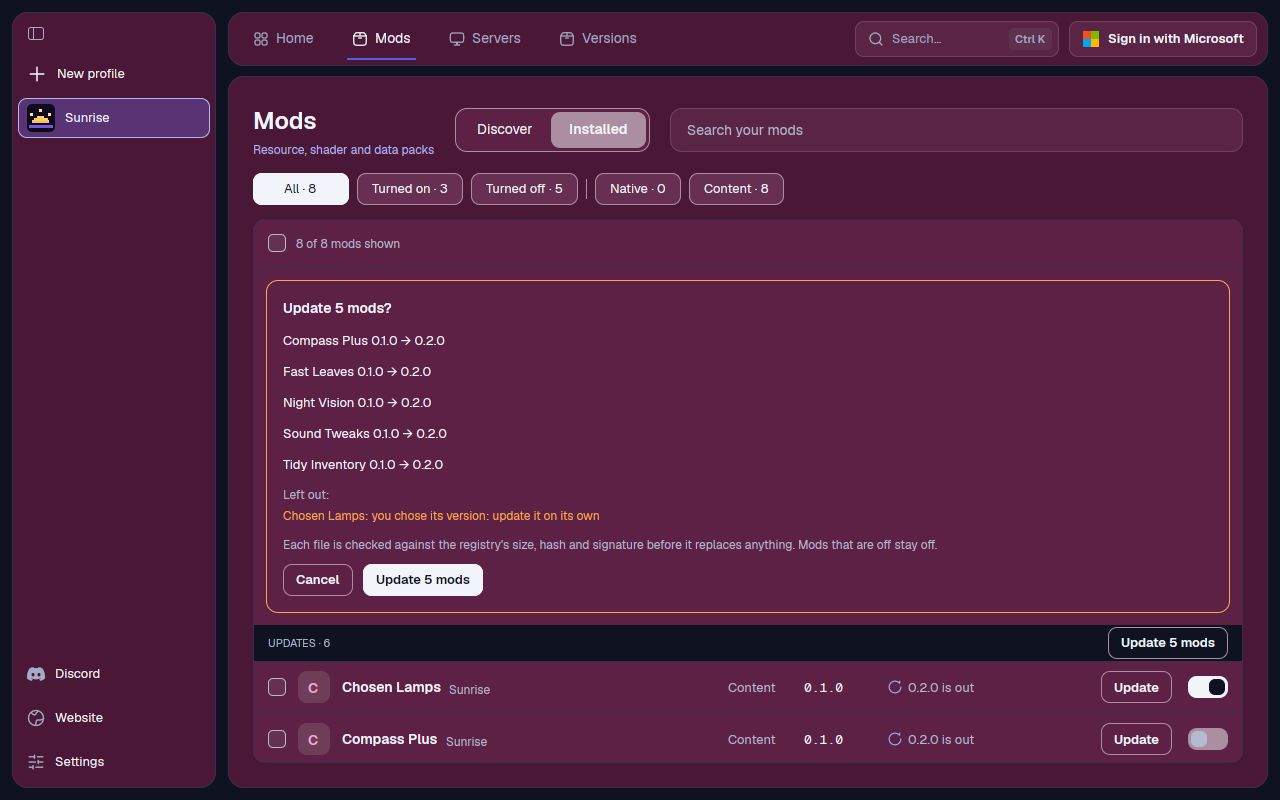 Home
Mods
Servers
Versions
Search...
Ctrl K
Sign in with Microsoft
New profile
Sunrise
Discord
Website
Settings
Mods
Resource, shader and data packs
Discover
Installed
Search your mods
All · 8
Turned on · 3
Turned off · 5
Native · 0
Content · 8
8 of 8 mods shown
Update 5 mods?
Compass Plus 0.1.0 → 0.2.0
Fast Leaves 0.1.0 → 0.2.0
Night Vision 0.1.0 → 0.2.0
Sound Tweaks 0.1.0 → 0.2.0
Tidy Inventory 0.1.0 → 0.2.0
Left out:
Chosen Lamps: you chose its version: update it on its own
Each file is checked against the registry's size, hash and signature before it replaces anything. Mods that are off stay off.
Cancel
Update 5 mods
UPDATES · 6
Update 5 mods
C Chosen Lamps Sunrise Content 0.1.0 0.2.0 is out Update
C Compass Plus Sunrise Content 0.1.0 0.2.0 is out Update